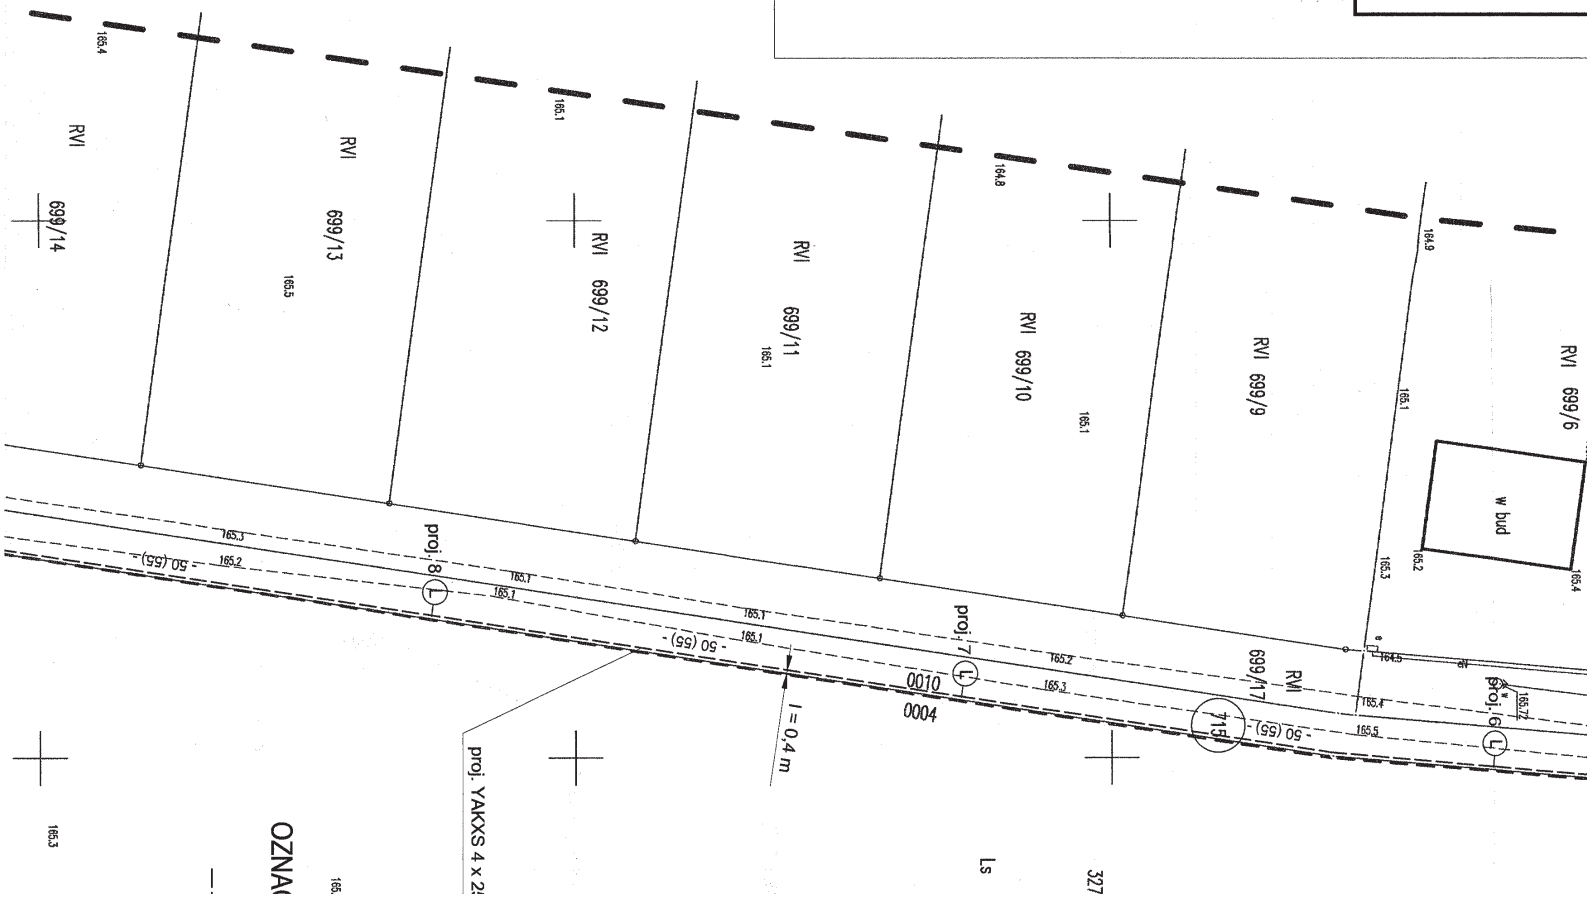 165.4
RVI
699/14
RVI
699/13
165.5
165.1
RVI 699/12
RVI
699/11
165.1
164.8
RVI 699/10
165.1
RVI 699/9
164.9
165.1
165.3
RVI 699/6
w bud
165.2
165.4
165.3
165.2
- 50 (55) -
proj. 8
L
165.1
165.1
165.1
165.1
- 50 (55) -
proj. 7
L
165.2
165.3
0010
0004
RVI
699/17
715
- 50 (55) -
e
164.5
eN
165.4
165.5
proj. 6
L
w
165.72
l = 0,4 m
proj. YAKXS 4 x 2
OZNA
165.3
165.
Ls
327